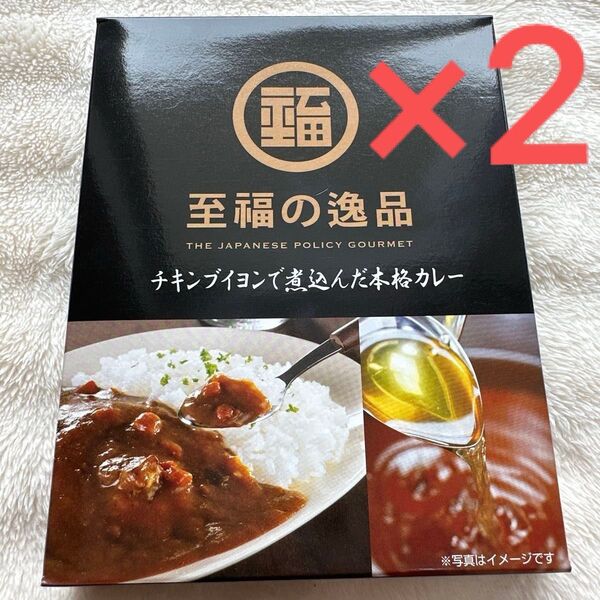 ×2
福
至福の逸品
THE JAPANESE POLICY GOURMET
チキンブイヨンで煮込んだ本格カレー
※写真はイメージです